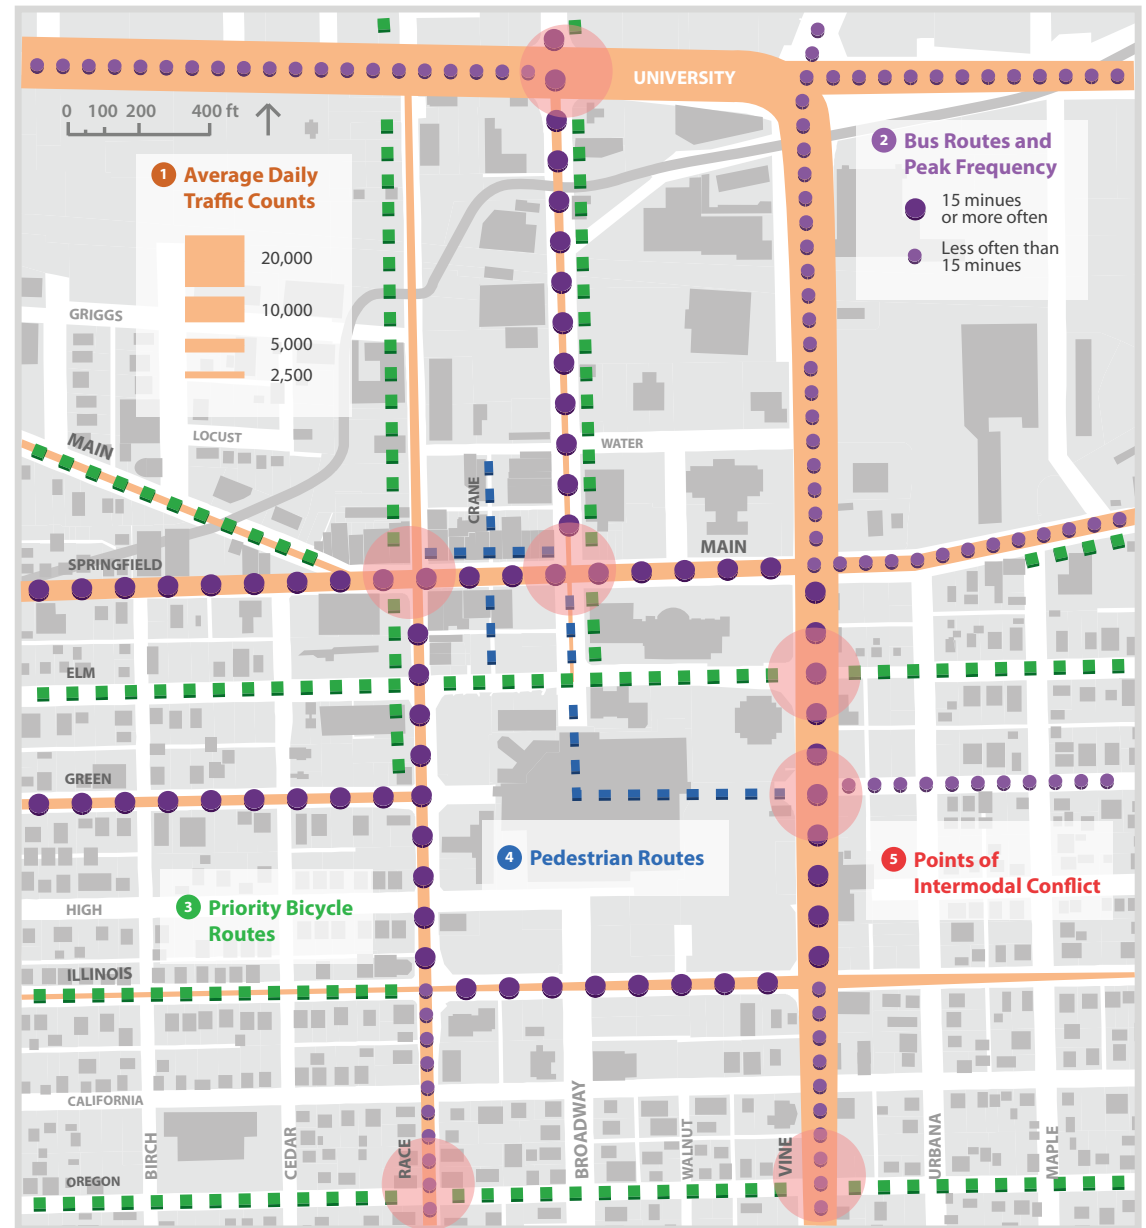 UNIVERSITY
0 100 200 400 ft
1 Average Daily
Traffic Counts
20,000
10,000
5,000
2,500
2 Bus Routes and
Peak Frequency
15 minues
or more often
Less often than
15 minues
GRIGGS
MAIN
LOCUST
WATER
CRANE
SPRINGFIELD
MAIN
ELM
GREEN
4 Pedestrian Routes
5 Points of
Intermodal Conflict
3 Priority Bicycle
Routes
HIGH
ILLINOIS
CALIFORNIA
BIRCH
CEDAR
RACE
BROADWAY
WALNUT
VINE
URBANA
MAPLE
OREGON